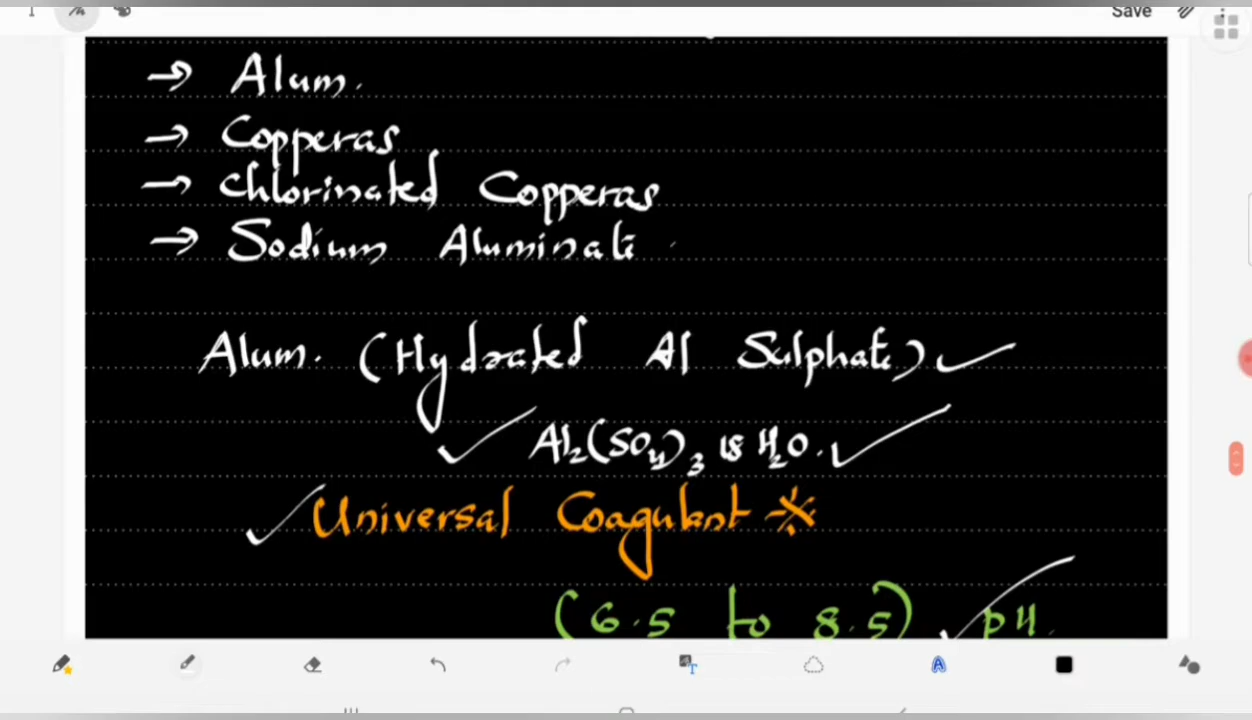 Save
→ Alum.
→ Copperas
→ Chlorinated Copperas
→ Sodium Aluminate
Alum. (Hydrated Al Sulphate)
Al₂(SO₄)₃ 18 H₂O.
Universal Coagulant *
(6.5 to 8.5) pH.